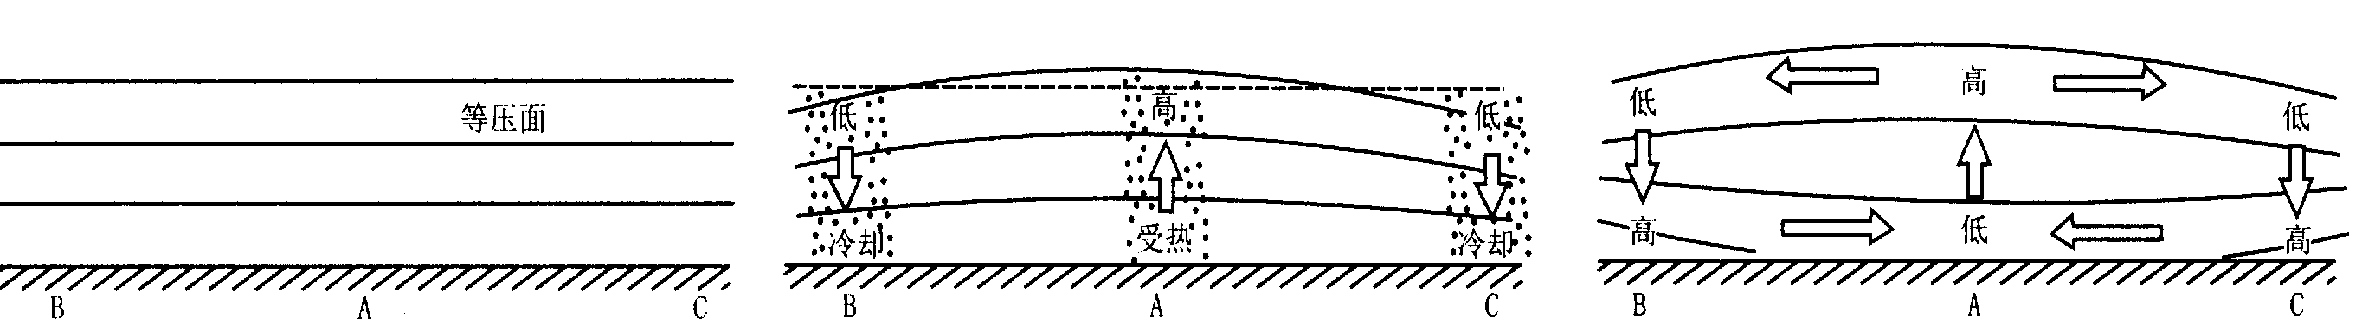 等压面
B A C
低 高 低
冷却 受热 冷却
B A C
高
低 低
高 低 高
B A C